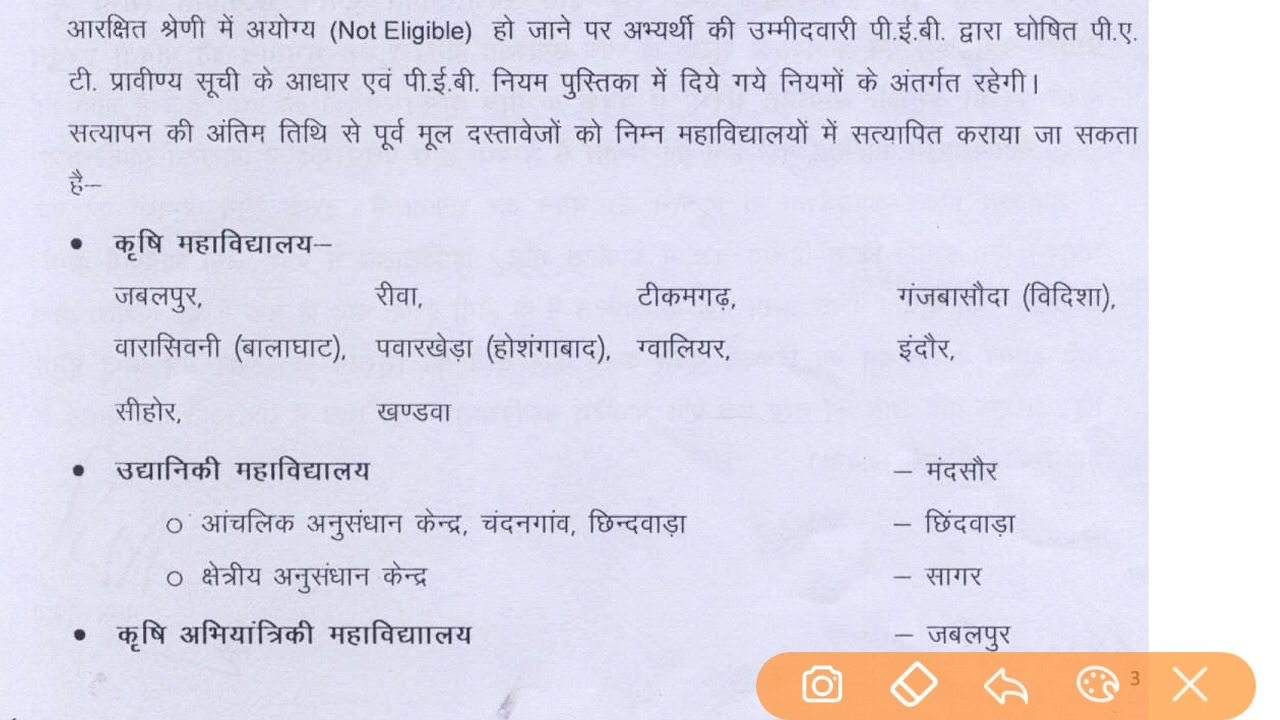 आरक्षित श्रेणी में अयोग्य (Not Eligible) हो जाने पर अभ्यर्थी की उम्मीदवारी पी.ई.बी. द्वारा घोषित पी.ए.
टी. प्रावीण्य सूची के आधार एवं पी.ई.बी. नियम पुस्तिका में दिये गये नियमों के अंतर्गत रहेगी।
सत्यापन की अंतिम तिथि से पूर्व मूल दस्तावेजों को निम्न महाविद्यालयों में सत्यापित कराया जा सकता
है–
• कृषि महाविद्यालय–
जबलपुर, रीवा, टीकमगढ़, गंजबासौदा (विदिशा),
वारासिवनी (बालाघाट), पवारखेड़ा (होशंगाबाद), ग्वालियर, इंदौर,
सीहोर, खण्डवा
• उद्यानिकी महाविद्यालय – मंदसौर
○ आंचलिक अनुसंधान केन्द्र, चंदनगांव, छिन्दवाड़ा – छिंदवाड़ा
○ क्षेत्रीय अनुसंधान केन्द्र – सागर
• कृषि अभियांत्रिकी महाविद्याालय – जबलपुर
3